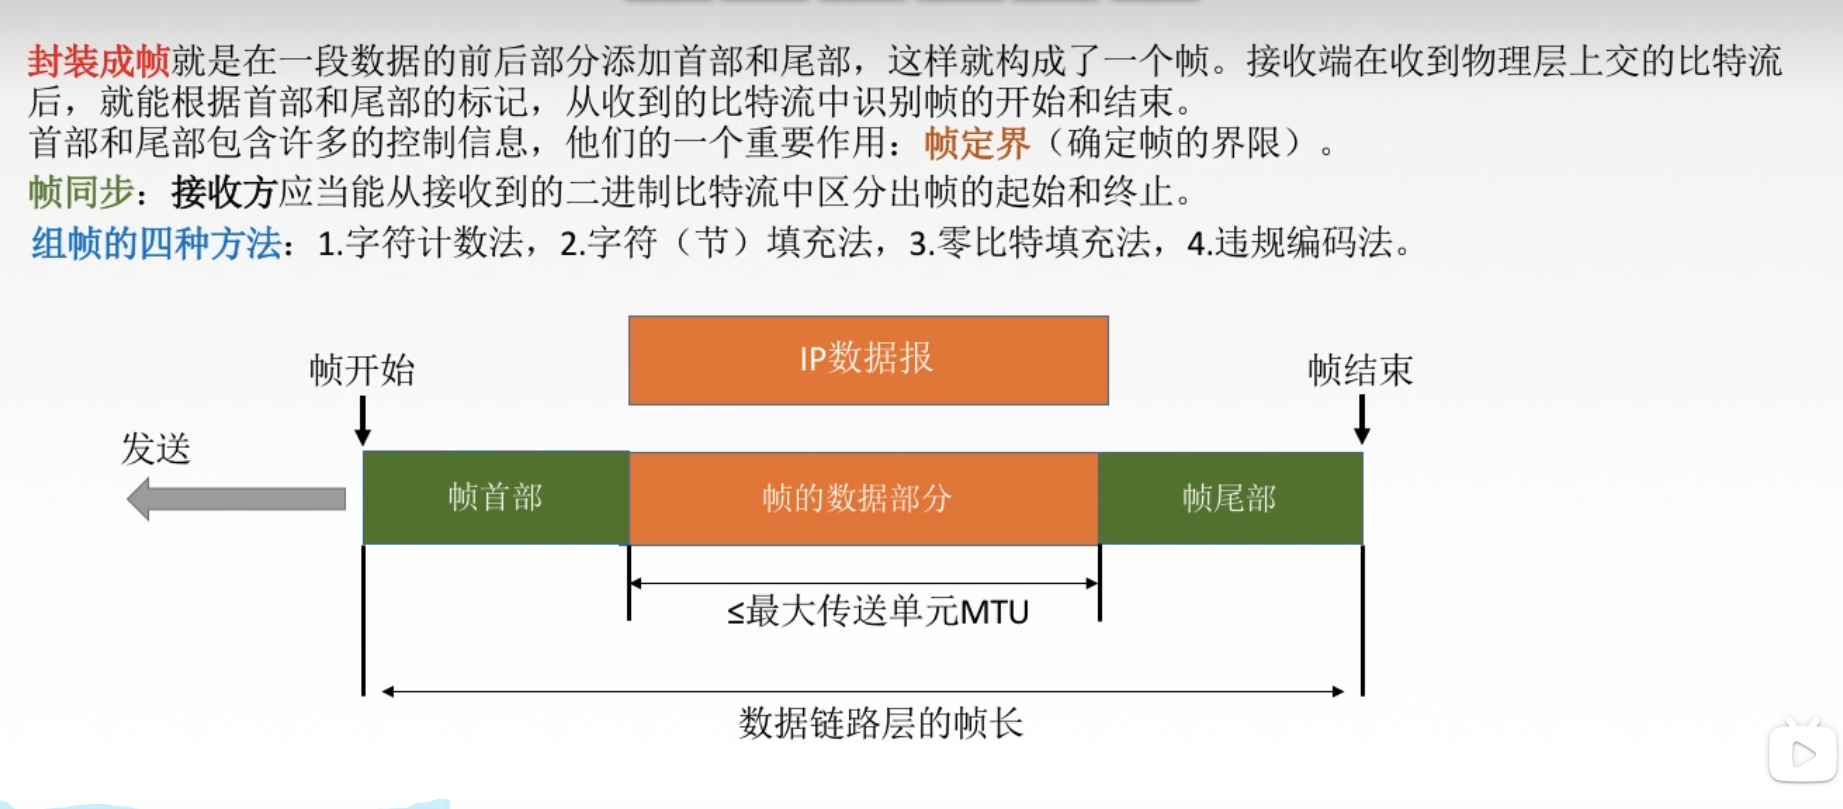 封装成帧就是在一段数据的前后部分添加首部和尾部，这样就构成了一个帧。接收端在收到物理层上交的比特流
后，就能根据首部和尾部的标记，从收到的比特流中识别帧的开始和结束。
首部和尾部包含许多的控制信息，他们的一个重要作用：帧定界（确定帧的界限）。
帧同步：接收方应当能从接收到的二进制比特流中区分出帧的起始和终止。
组帧的四种方法：1.字符计数法，2.字符（节）填充法，3.零比特填充法，4.违规编码法。
IP数据报
帧开始
帧结束
发送
帧首部
帧的数据部分
帧尾部
≤最大传送单元MTU
数据链路层的帧长